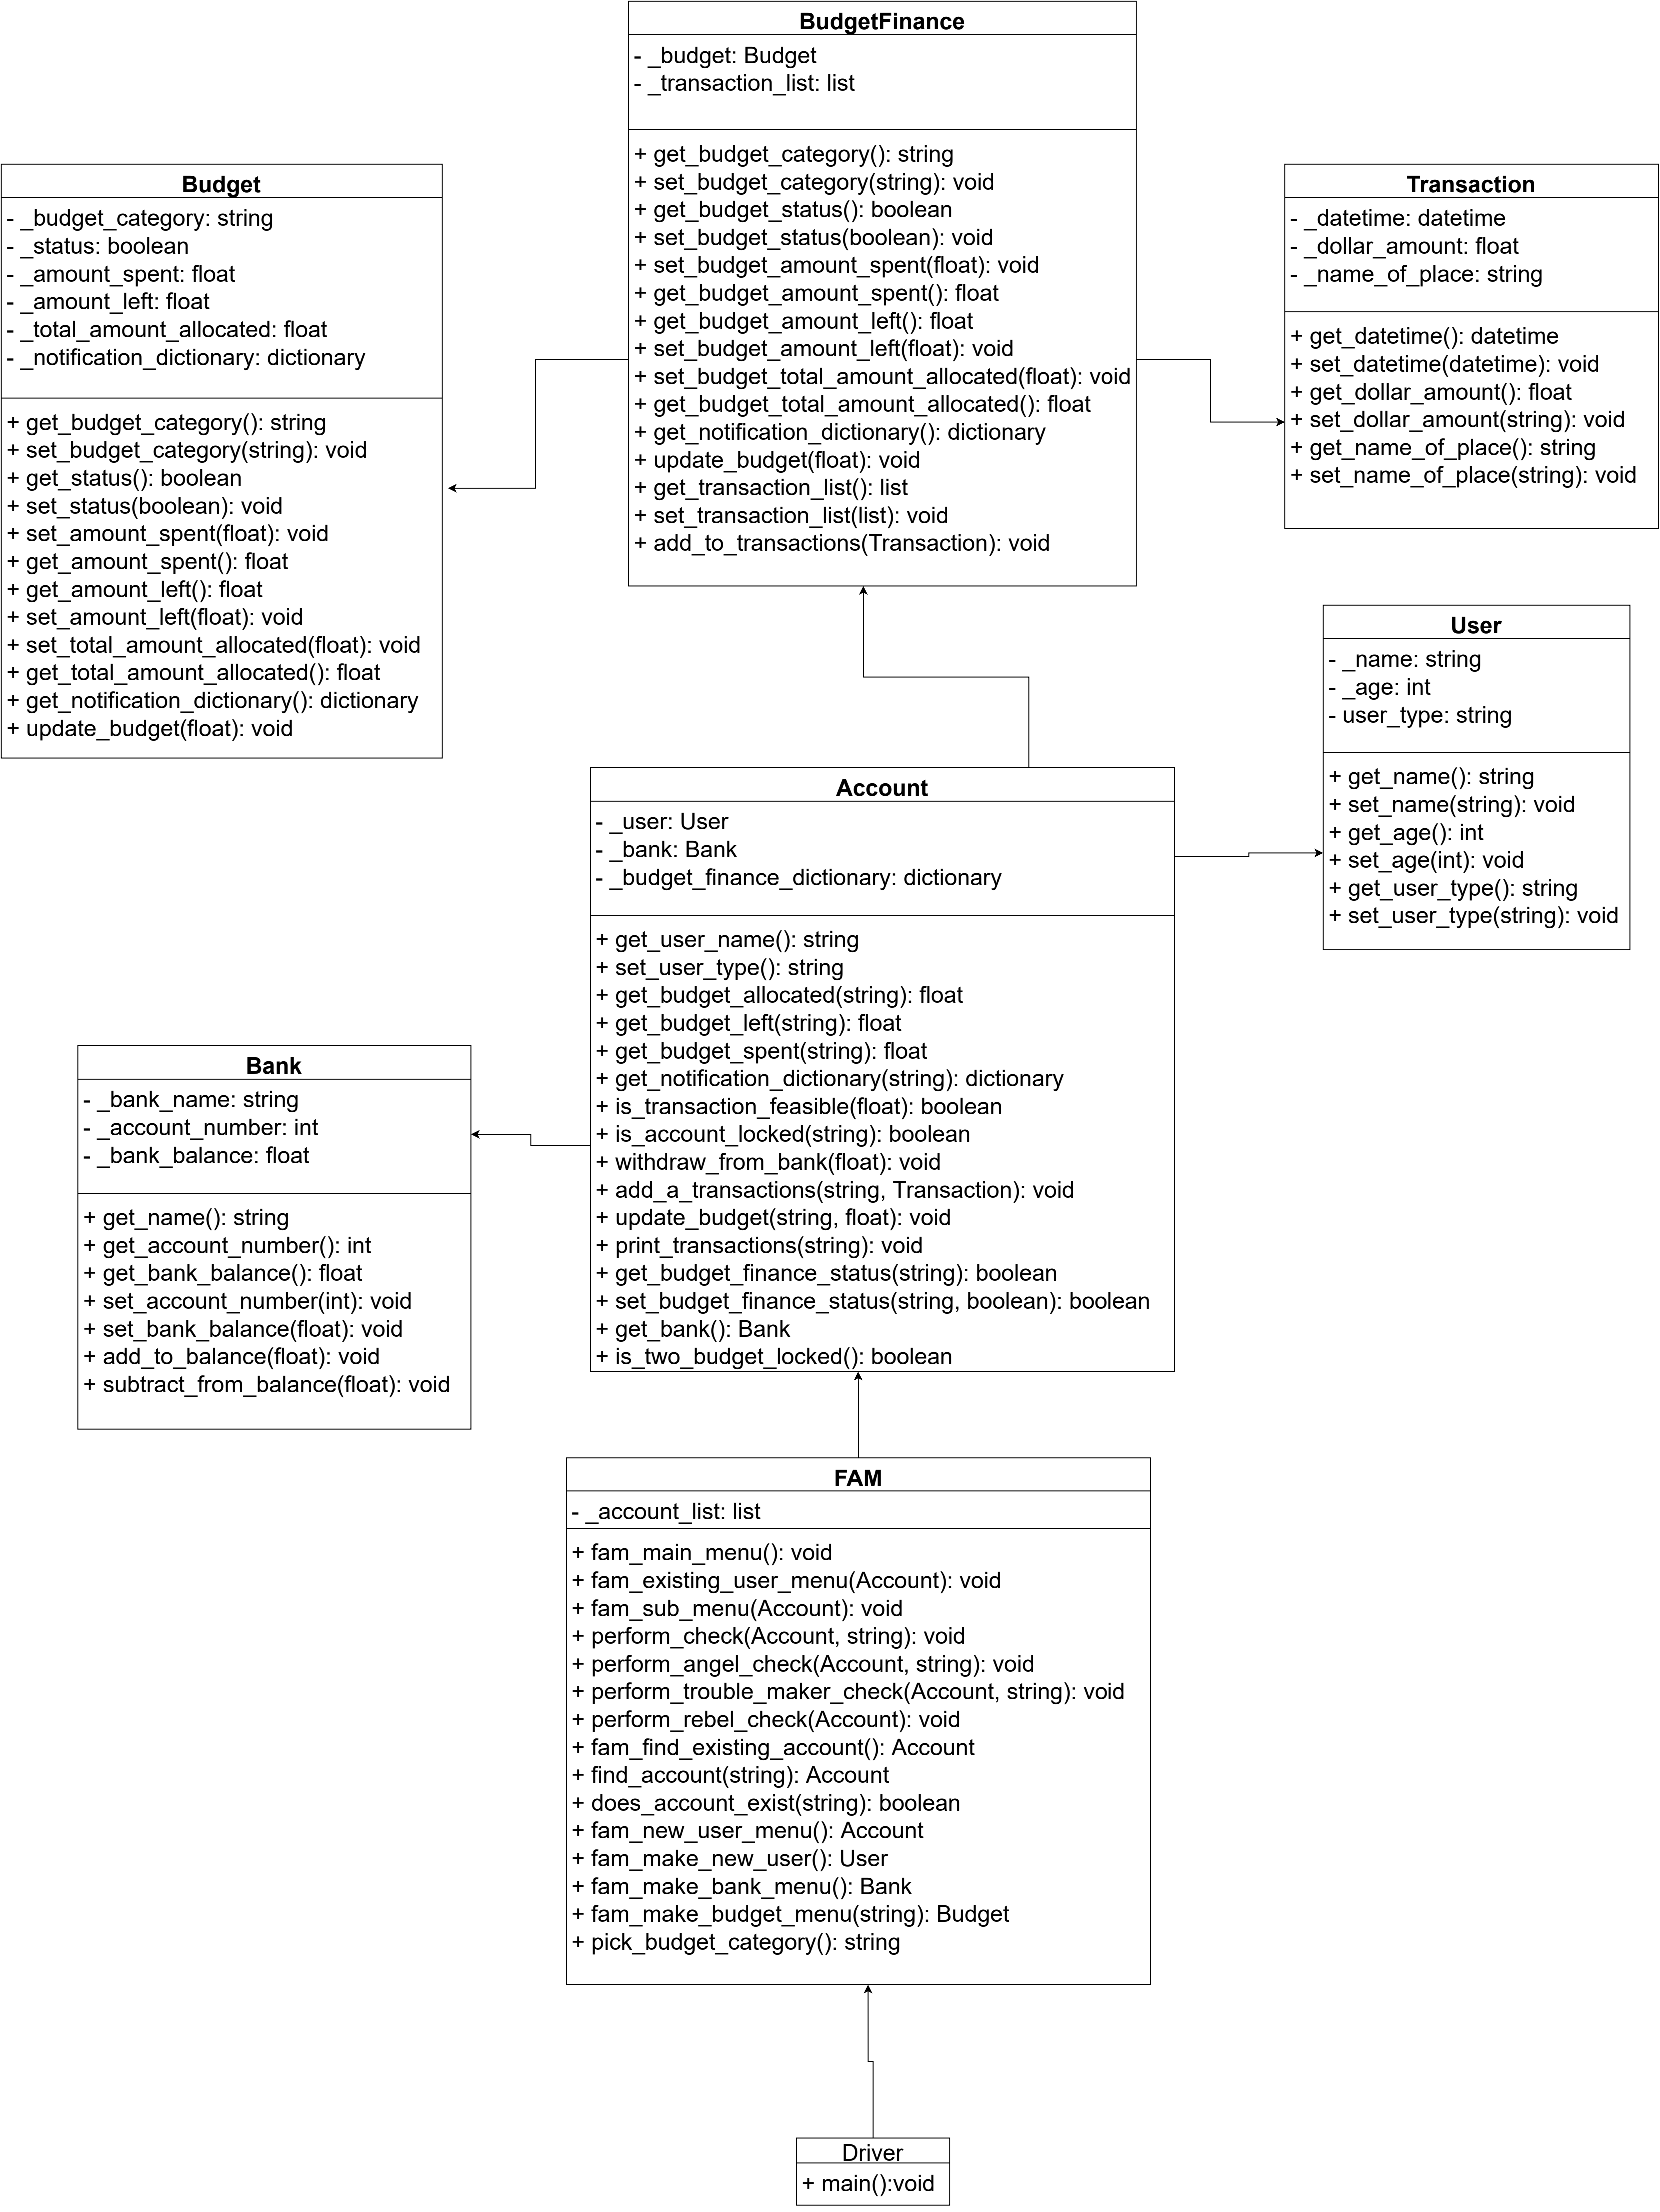 BudgetFinance
- _budget: Budget
- _transaction_list: list
+ get_budget_category(): string
+ set_budget_category(string): void
+ get_budget_status(): boolean
+ set_budget_status(boolean): void
+ set_budget_amount_spent(float): void
+ get_budget_amount_spent(): float
+ get_budget_amount_left(): float
+ set_budget_amount_left(float): void
+ set_budget_total_amount_allocated(float): void
+ get_budget_total_amount_allocated(): float
+ get_notification_dictionary(): dictionary
+ update_budget(float): void
+ get_transaction_list(): list
+ set_transaction_list(list): void
+ add_to_transactions(Transaction): void
Budget
- _budget_category: string
- _status: boolean
- _amount_spent: float
- _amount_left: float
- _total_amount_allocated: float
- _notification_dictionary: dictionary
+ get_budget_category(): string
+ set_budget_category(string): void
+ get_status(): boolean
+ set_status(boolean): void
+ set_amount_spent(float): void
+ get_amount_spent(): float
+ get_amount_left(): float
+ set_amount_left(float): void
+ set_total_amount_allocated(float): void
+ get_total_amount_allocated(): float
+ get_notification_dictionary(): dictionary
+ update_budget(float): void
Transaction
- _datetime: datetime
- _dollar_amount: float
- _name_of_place: string
+ get_datetime(): datetime
+ set_datetime(datetime): void
+ get_dollar_amount(): float
+ set_dollar_amount(string): void
+ get_name_of_place(): string
+ set_name_of_place(string): void
User
- _name: string
- _age: int
- user_type: string
+ get_name(): string
+ set_name(string): void
+ get_age(): int
+ set_age(int): void
+ get_user_type(): string
+ set_user_type(string): void
Account
- _user: User
- _bank: Bank
- _budget_finance_dictionary: dictionary
+ get_user_name(): string
+ set_user_type(): string
+ get_budget_allocated(string): float
+ get_budget_left(string): float
+ get_budget_spent(string): float
+ get_notification_dictionary(string): dictionary
+ is_transaction_feasible(float): boolean
+ is_account_locked(string): boolean
+ withdraw_from_bank(float): void
+ add_a_transactions(string, Transaction): void
+ update_budget(string, float): void
+ print_transactions(string): void
+ get_budget_finance_status(string): boolean
+ set_budget_finance_status(string, boolean): boolean
+ get_bank(): Bank
+ is_two_budget_locked(): boolean
Bank
- _bank_name: string
- _account_number: int
- _bank_balance: float
+ get_name(): string
+ get_account_number(): int
+ get_bank_balance(): float
+ set_account_number(int): void
+ set_bank_balance(float): void
+ add_to_balance(float): void
+ subtract_from_balance(float): void
FAM
- _account_list: list
+ fam_main_menu(): void
+ fam_existing_user_menu(Account): void
+ fam_sub_menu(Account): void
+ perform_check(Account, string): void
+ perform_angel_check(Account, string): void
+ perform_trouble_maker_check(Account, string): void
+ perform_rebel_check(Account): void
+ fam_find_existing_account(): Account
+ find_account(string): Account
+ does_account_exist(string): boolean
+ fam_new_user_menu(): Account
+ fam_make_new_user(): User
+ fam_make_bank_menu(): Bank
+ fam_make_budget_menu(string): Budget
+ pick_budget_category(): string
Driver
+ main():void